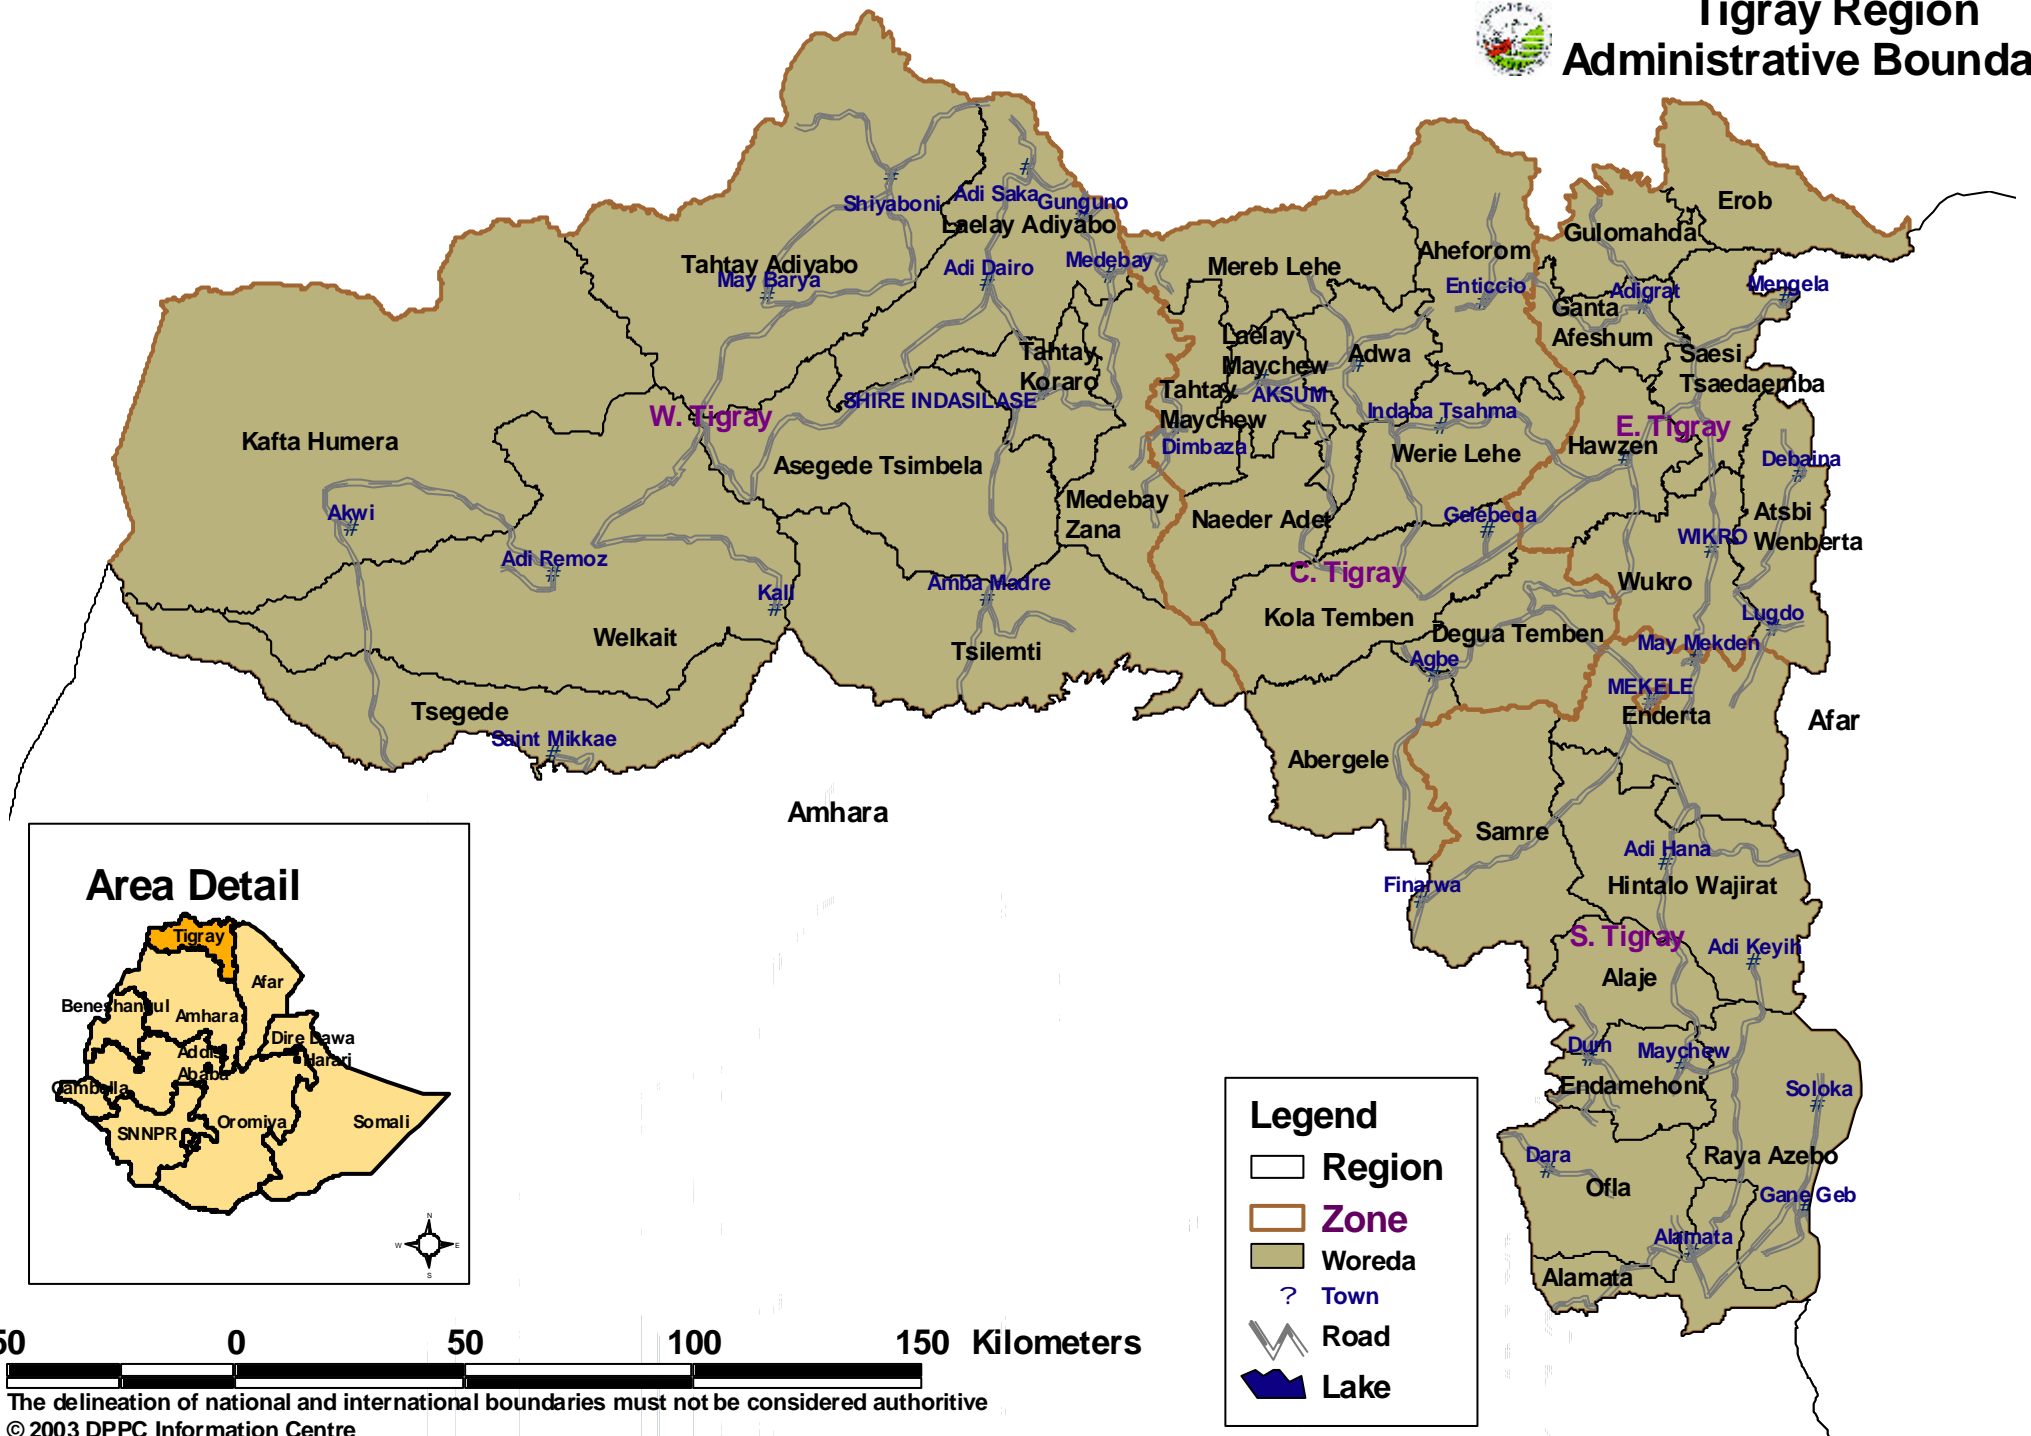 Tigray Region
Administrative Bounda
Erob
Shiyaboni
Adi Saka
Gunguno
Laelay Adiyabo
Gulomahda
Aheforom
Tahtay Adiyabo
May Barya
Adi Dairo
Medebay
Mereb Lehe
Enticcio
Adigrat
Mengela
Ganta
Afeshum
Laelay
Maychew
Adwa
Tahtay
Koraro
Saesi
Tsaedaemba
Tahtay
Maychew
AKSUM
SHIRE INDASILASE
Indaba Tsahma
W. Tigray
E. Tigray
Kafta Humera
Dimbaza
Hawzen
Werie Lehe
Debaina
Asegede Tsimbela
Medebay
Zana
Naeder Adet
Gelebeda
Akwi
Atsbi
Wenberta
WIKRO
Adi Remoz
C. Tigray
Amba Madre
Kali
Wukro
Kola Temben
Lugdo
Welkait
Degua Temben
May Mekden
Tsilemti
Agbe
MEKELE
Enderta
Tsegede
Afar
Saint Mikkae
Abergele
Amhara
Samre
Adi Hana
Finarwa
Hintalo Wajirat
S. Tigray
Adi Keyih
Alaje
Dum
Maychew
Endamehoni
Soloka
Dara
Raya Azebo
Ofla
Gane Geb
Alamata
Alamata
Area Detail
Tigray
Afar
Beneshangul
Amhara
Dire Dawa
Harari
Addis
Ababa
Gambella
SNNPR
Oromiya
Somali
N
W
E
S
Legend
Region
Zone
Woreda
? Town
Road
Lake
50 0 50 100 150 Kilometers
The delineation of national and international boundaries must not be considered authoritive
© 2003 DPPC Information Centre